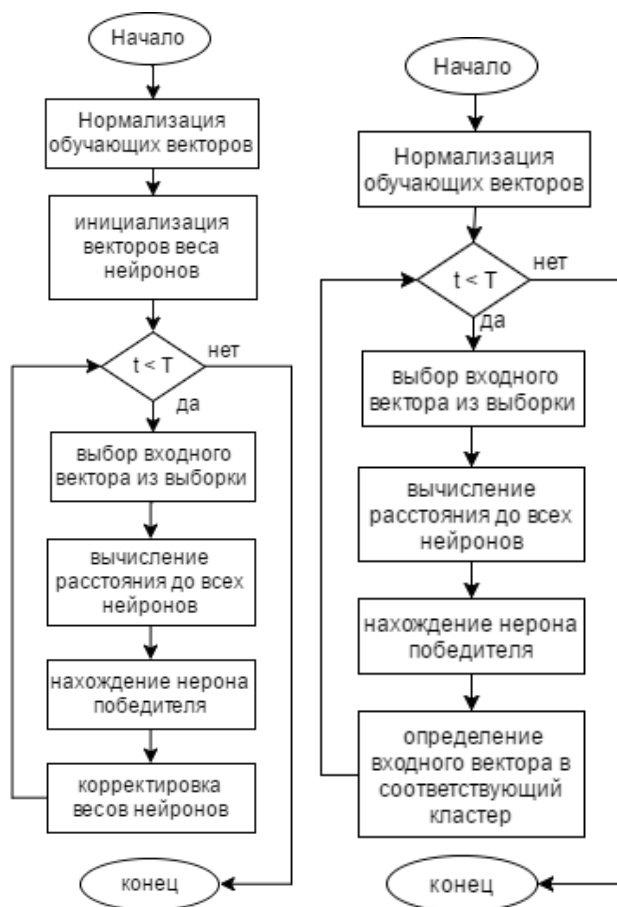 Начало
Нормализация
обучающих векторов
инициализация
векторов веса
нейронов
t < T
нет
да
выбор входного
вектора из выборки
вычисление
расстояния до всех
нейронов
нахождение нерона
победителя
корректировка
весов нейронов
конец
Начало
Нормализация
обучающих векторов
t < T
нет
да
выбор входного
вектора из выборки
вычисление
расстояния до всех
нейронов
нахождение нерона
победителя
определение
входного вектора в
соответствующий
кластер
конец